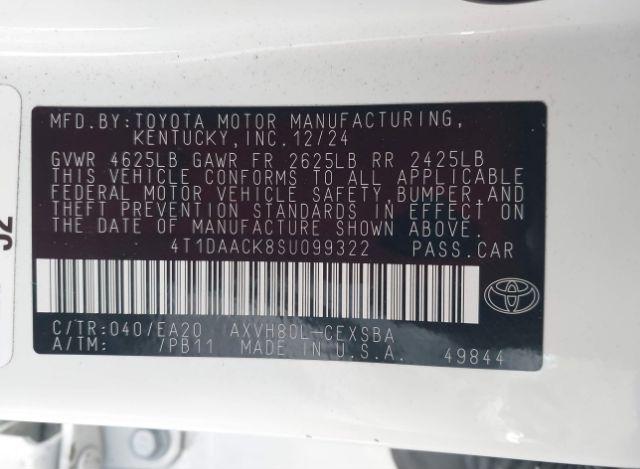 MFD.BY:TOYOTA MOTOR MANUFACTURING,
KENTUCKY,INC.12/24
GVWR 4625LB GAWR FR 2625LB RR 2425LB
THIS VEHICLE CONFORMS TO ALL APPLICABLE
FEDERAL MOTOR VEHICLE SAFETY,BUMPER,AND
THEFT PREVENTION STANDARDS IN EFFECT ON
THE DATE OF MANUFACTURE SHOWN ABOVE.
4T1DAACK8SU099322 PASS.CAR
C/TR:040/EA20 AXVH80L-CEXSBA
A/TM: /PB11 MADE IN U.S.A. 49844